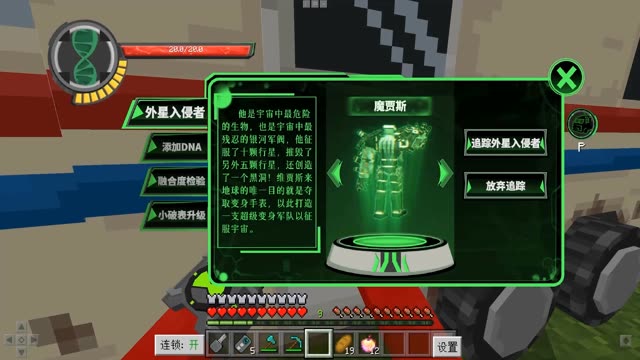 20.0/20.0
外星入侵者
添加DNA
融合度检验
小破表升级
他是宇宙中最危险
的生物，也是宇宙中最
残忍的银河军阀，他征
服了十颗行星，摧毁了
另外五颗行星，还创造
了一个黑洞！维贾斯来
地球的唯一目的就是夺
取变身手表，以此打造
一支超级变身军队以征
服宇宙。
魔贾斯
追踪外星入侵者
放弃追踪
P
9
连锁: 开
5
19
12
设置